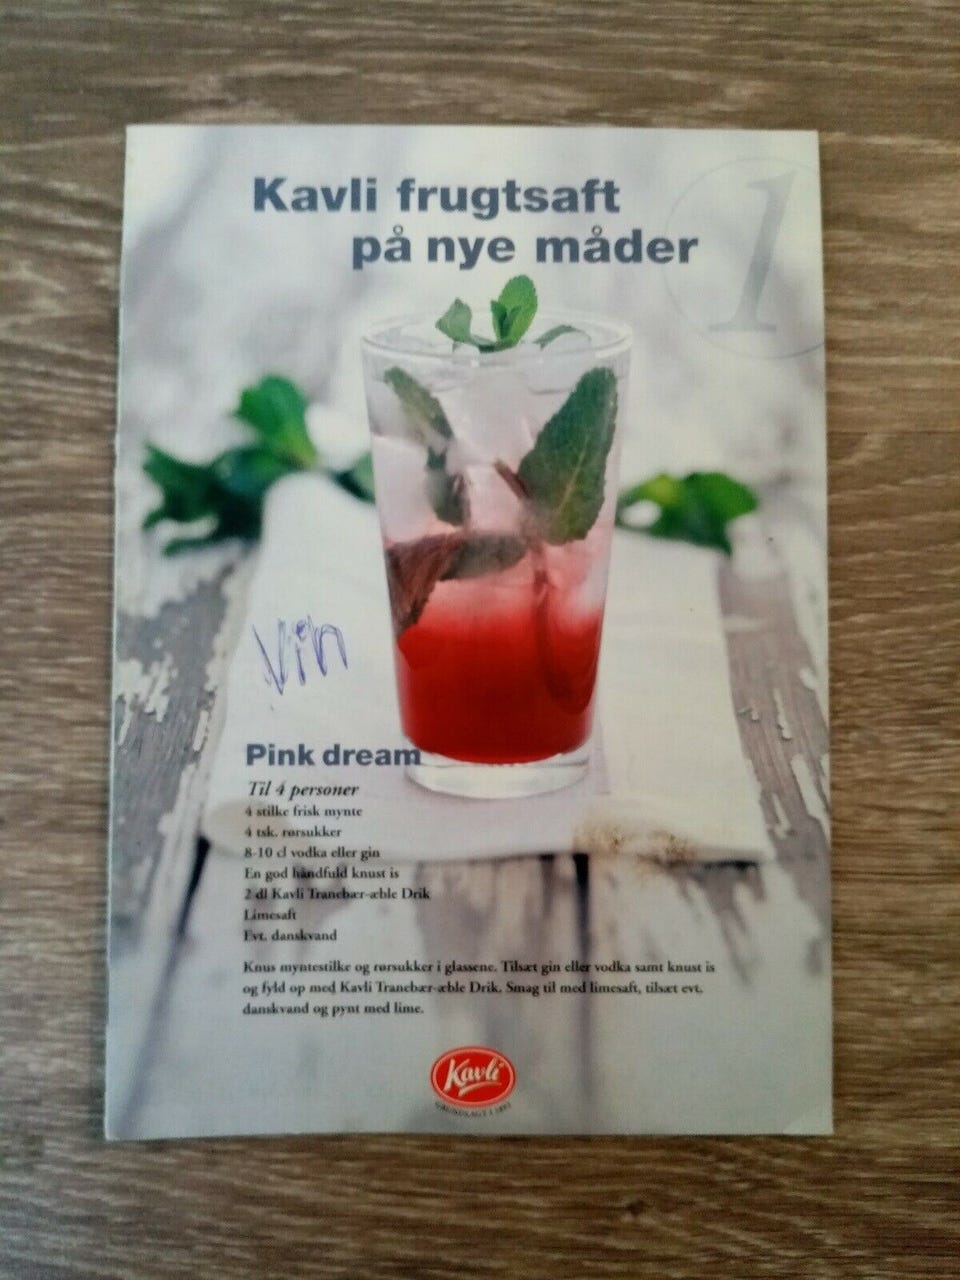 Kavli frugtsaft
på nye måder
1
Vin
Pink dream
Til 4 personer
4 stilke frisk mynte
4 tsk. rørsukker
8-10 cl vodka eller gin
En god håndfuld knust is
2 dl Kavli Tranebær-æble Drik
Limesaft
Evt. danskvand
Knus myntestilke og rørsukker i glassene. Tilsæt gin eller vodka samt knust is
og fyld op med Kavli Tranebær-æble Drik. Smag til med limesaft, tilsæt evt.
danskvand og pynt med lime.
Kavli